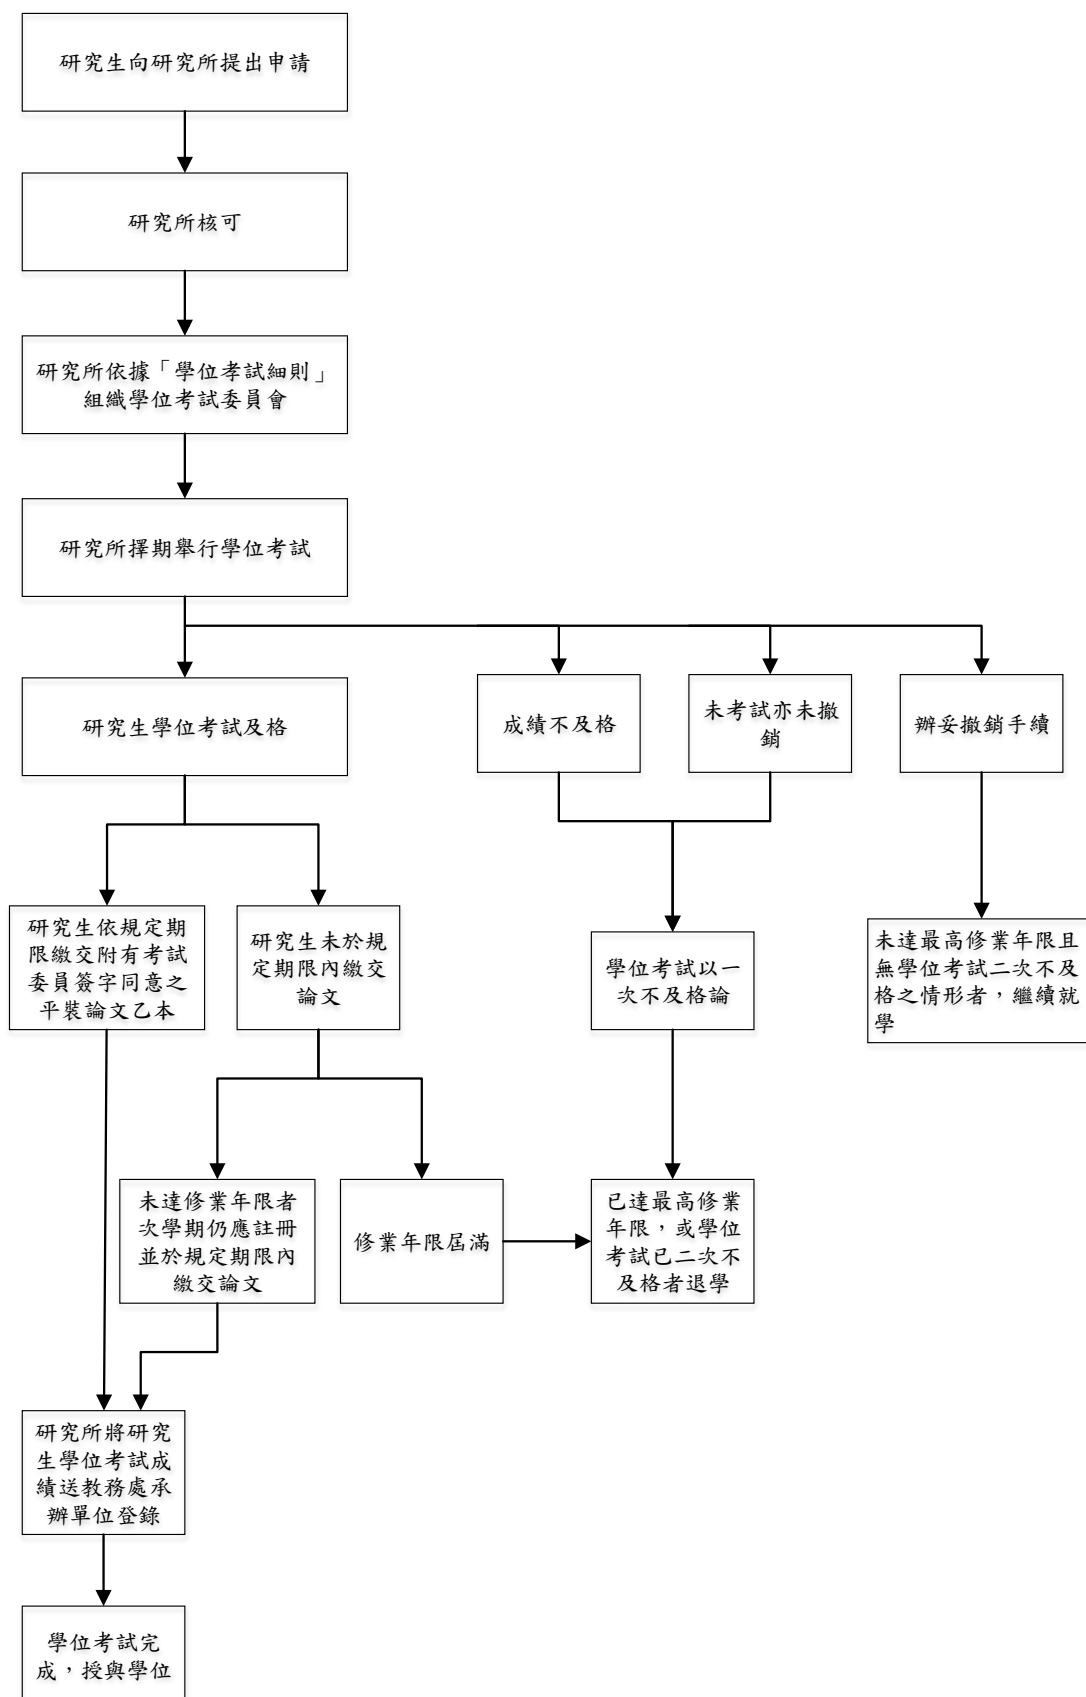 研究生向研究所提出申請
研究所核可
研究所依據「學位考試細則」
組織學位考試委員會
研究所擇期舉行學位考試
研究生學位考試及格
成績不及格
未考試亦未撤
銷
辦妥撤銷手續
研究生依規定期
限繳交附有考試
委員簽字同意之
平裝論文乙本
研究生未於規
定期限內繳交
論文
學位考試以一
次不及格論
未達最高修業年限且
無學位考試二次不及
格之情形者，繼續就
學
未達修業年限者
次學期仍應註冊
並於規定期限內
繳交論文
修業年限屆滿
已達最高修業
年限，或學位
考試已二次不
及格者退學
研究所將研究
生學位考試成
績送教務處承
辦單位登錄
學位考試完
成，授與學位